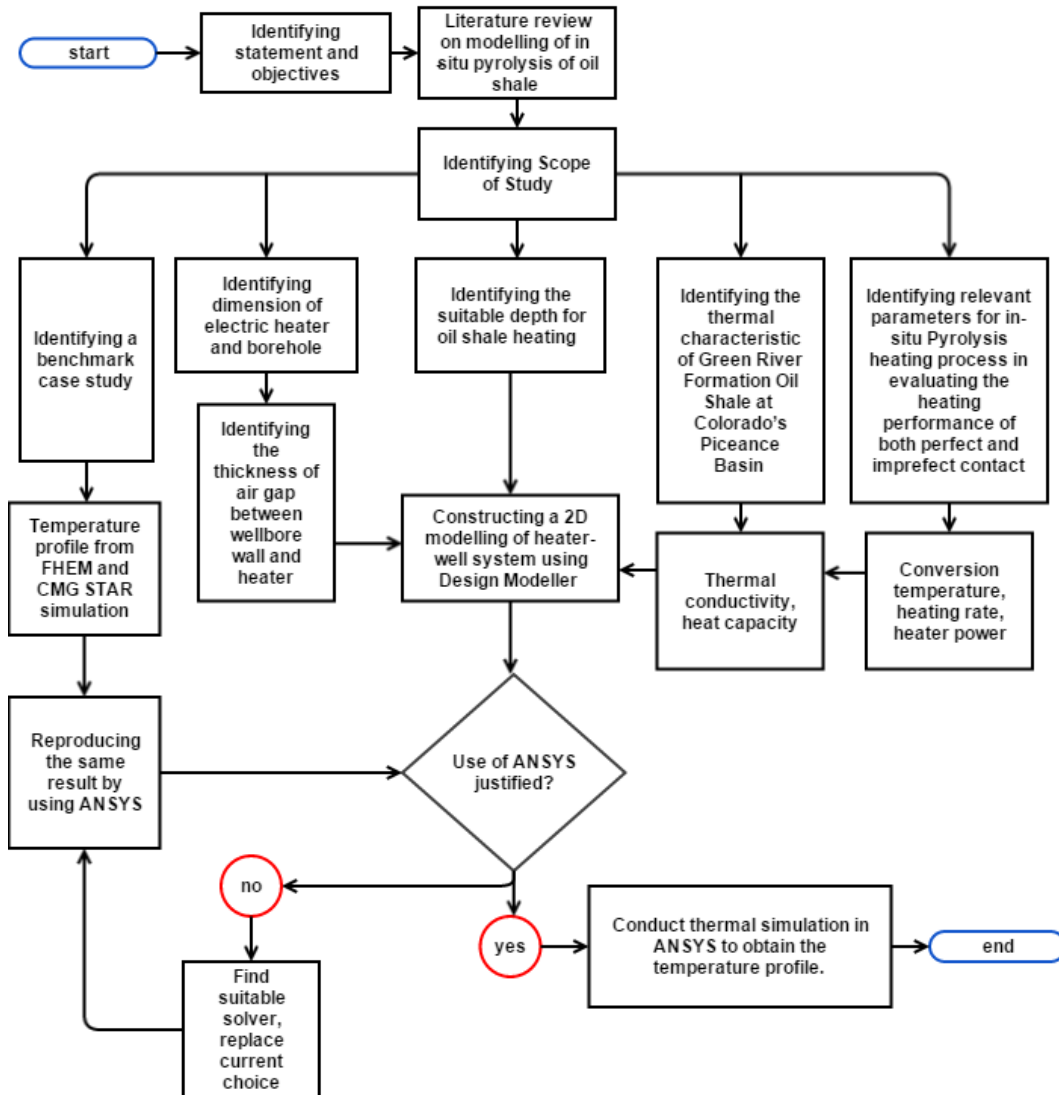 start
Identifying
statement and
objectives
Literature review
on modelling of in
situ pyrolysis of oil
shale
Identifying Scope
of Study
Identifying a
benchmark
case study
Identifying
dimension of
electric heater
and borehole
Identifying the
suitable depth for
oil shale heating
Identifying the
thermal
characteristic
of Green River
Formation Oil
Shale at
Colorado's
Piceance
Basin
Identifying relevant
parameters for in-
situ Pyrolysis
heating process in
evaluating the
heating
performance of
both perfect and
imprefect contact
Identifying
the
thickness of
air gap
between
wellbore
wall and
heater
Temperature
profile from
FHEM and
CMG STAR
simulation
Constructing a 2D
modelling of heater-
well system using
Design Modeller
Thermal
conductivity,
heat capacity
Conversion
temperature,
heating rate,
heater power
Reproducing
the same
result by
using ANSYS
Use of ANSYS
justified?
no
yes
Conduct thermal simulation in
ANSYS to obtain the
temperature profile.
end
Find
suitable
solver,
replace
current
choice